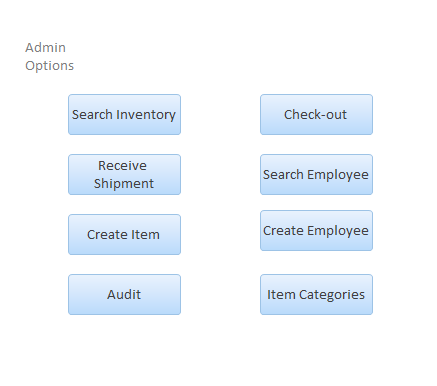 Admin
Options
Search Inventory
Check-out
Receive
Shipment
Search Employee
Create Item
Create Employee
Audit
Item Categories